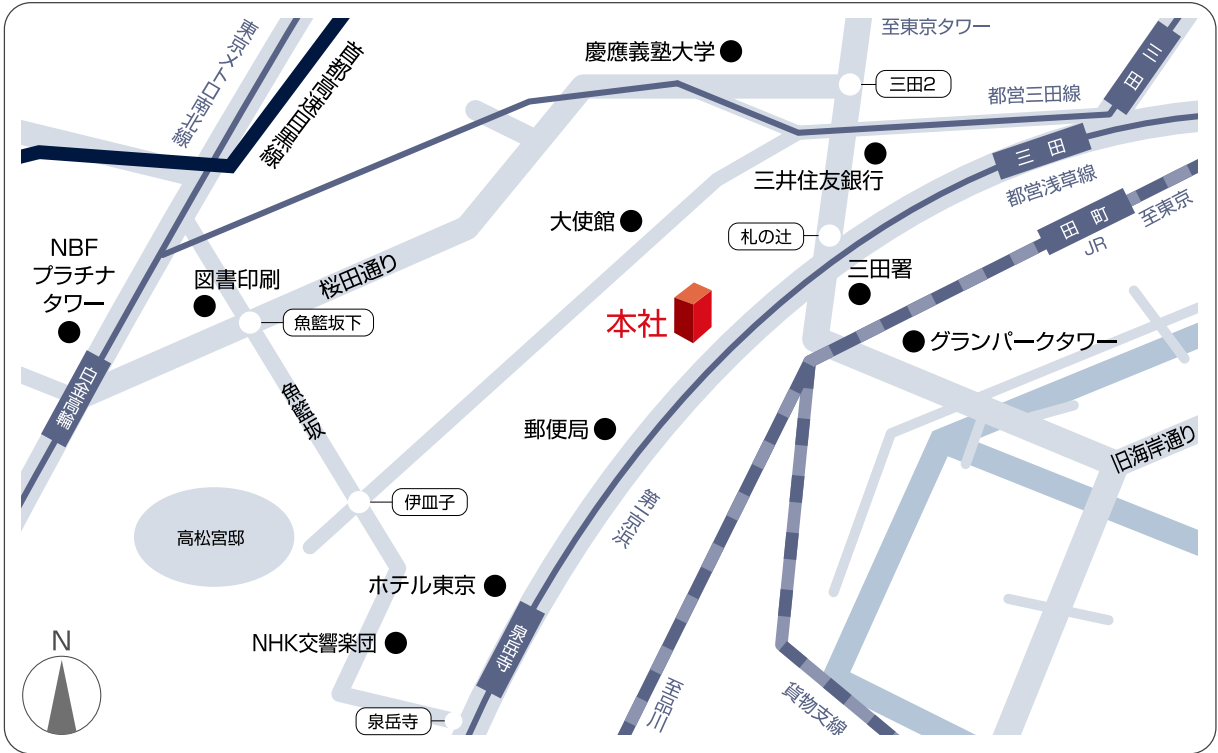 至東京タワー
東京メトロ南北線
首都高速目黒線
慶應義塾大学
三田2
都営三田線
三田
三田
三井住友銀行
都営浅草線
田町
至東京
JR
大使館
札の辻
NBF
プラチナ
タワー
図書印刷
桜田通り
魚籃坂下
三田署
本社
グランパークタワー
白金高輪
魚籃坂
郵便局
旧海岸通り
伊皿子
第一京浜
高松宮邸
ホテル東京
泉岳寺
NHK交響楽団
N
至品川
貨物支線
泉岳寺